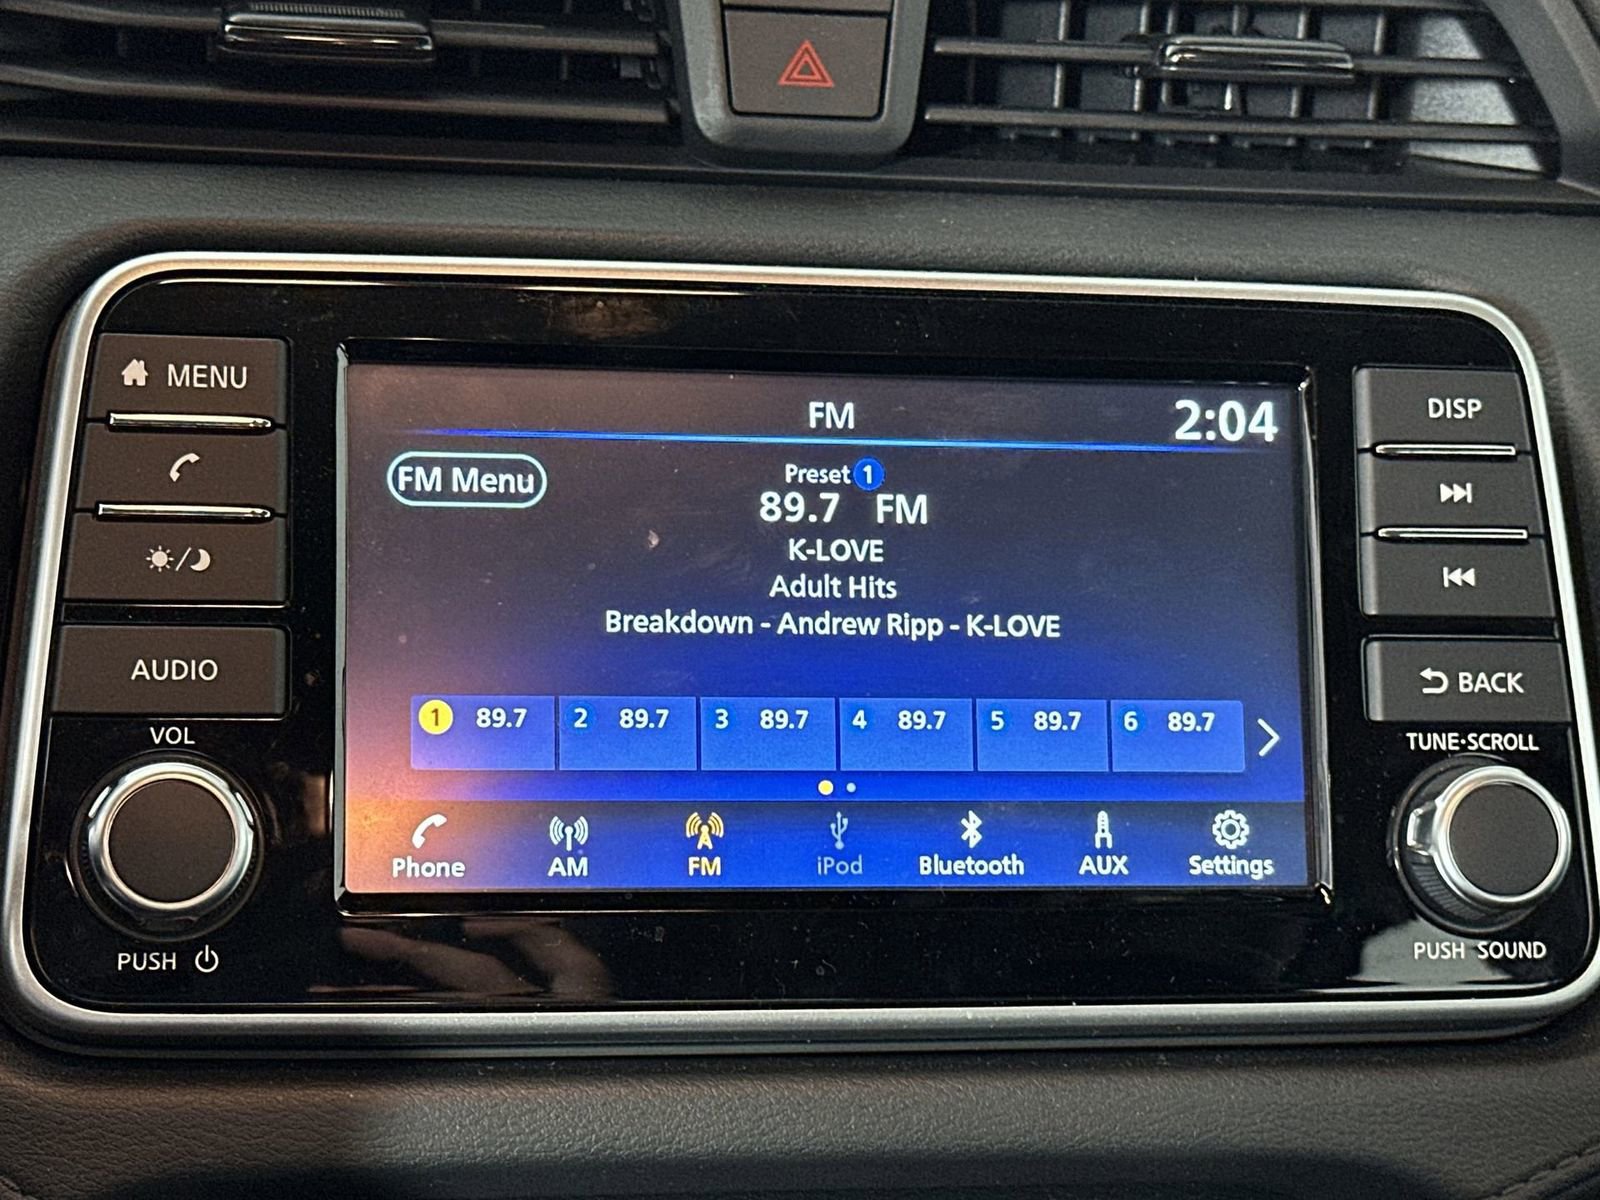 MENU
AUDIO
VOL
PUSH
FM
2:04
FM Menu
Preset 1
89.7 FM
K-LOVE
Adult Hits
Breakdown - Andrew Ripp - K-LOVE
1 89.7 2 89.7 3 89.7 4 89.7 5 89.7 6 89.7
Phone AM FM iPod Bluetooth AUX Settings
DISP
BACK
TUNE·SCROLL
PUSH SOUND